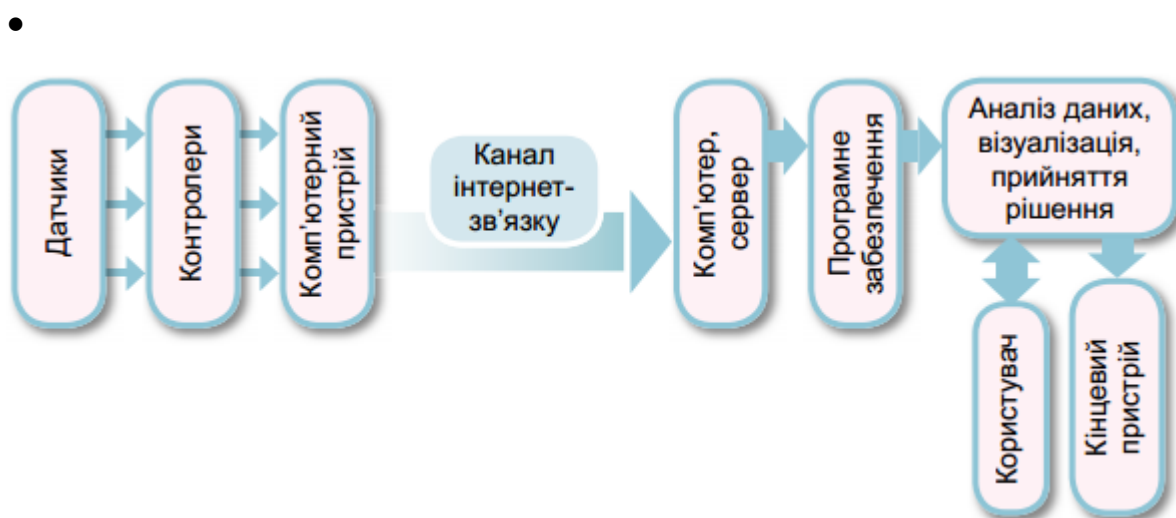 Датчики
Контролери
Комп’ютерний
пристрій
Канал
інтернет-
зв’язку
Комп’ютер,
сервер
Програмне
забезпечення
Аналіз даних,
візуалізація,
прийняття
рішення
Користувач
Кінцевий
пристрій